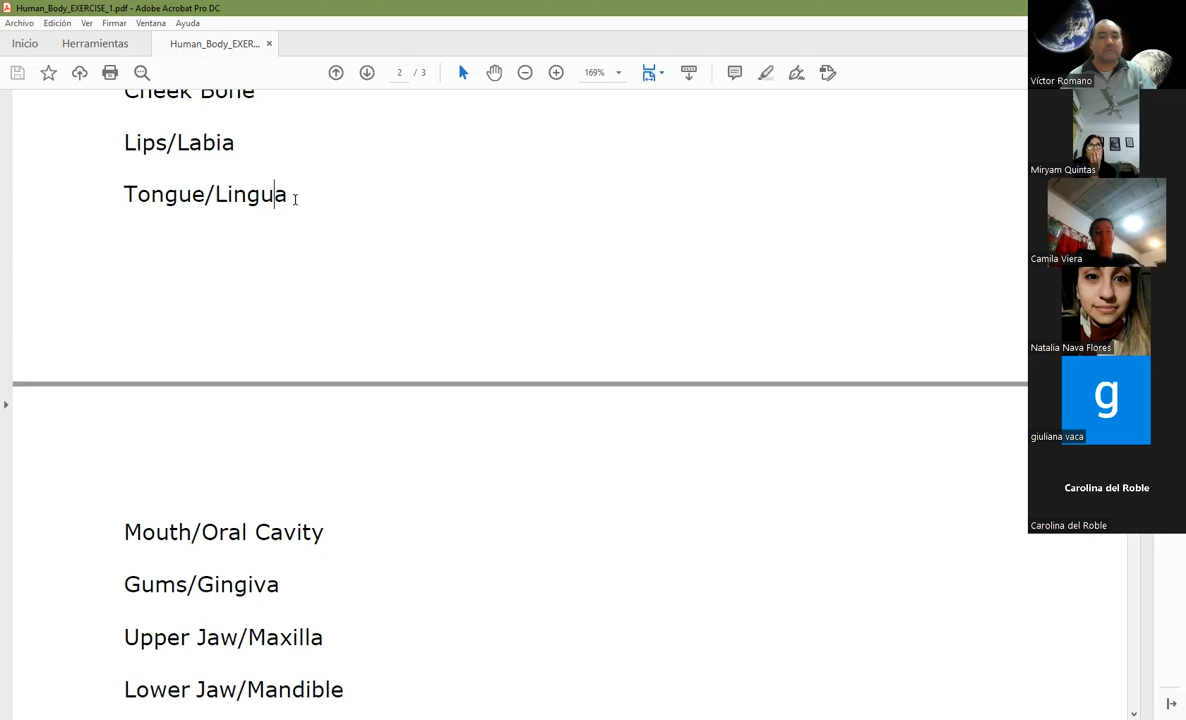 Human_Body_EXERCISE_1.pdf - Adobe Acrobat Pro DC
Archivo Edición Ver Firmar Ventana Ayuda
Inicio Herramientas Human_Body_EXER... ×
2 / 3 169%
Cheek Bone
Lips/Labia
Tongue/Lingua
Mouth/Oral Cavity
Gums/Gingiva
Upper Jaw/Maxilla
Lower Jaw/Mandible
Víctor Romano
Miryam Quintas
Camila Viera
Natalia Nava Flores
g
giuliana vaca
Carolina del Roble
Carolina del Roble